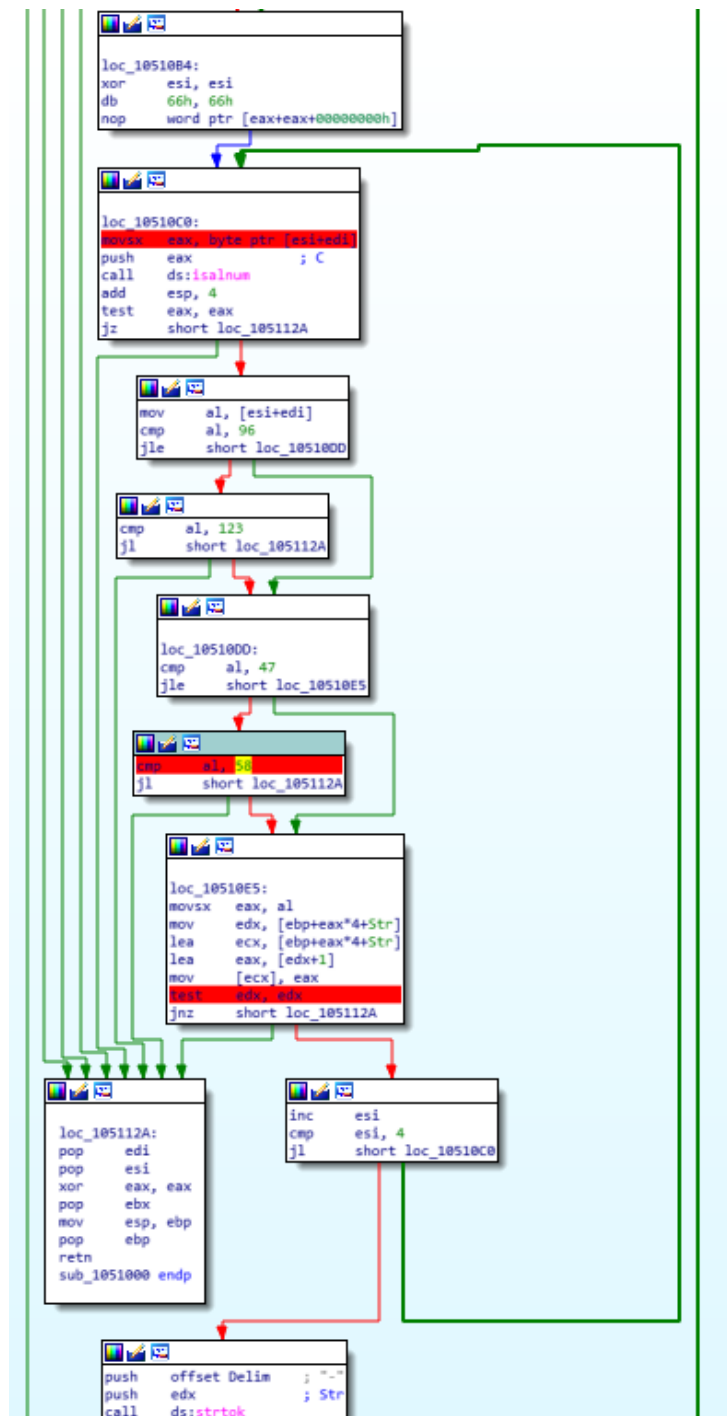 loc_10510B4:
xor esi, esi
db 66h, 66h
nop word ptr [eax+eax+00000000h]
loc_10510C0:
movsx eax, byte ptr [esi+edi]
push eax ; C
call ds:isalnum
add esp, 4
test eax, eax
jz short loc_105112A
mov al, [esi+edi]
cmp al, 96
jle short loc_10510DD
cmp al, 123
jl short loc_105112A
loc_10510DD:
cmp al, 47
jle short loc_10510E5
cmp al, 58
jl short loc_105112A
loc_10510E5:
movsx eax, al
mov edx, [ebp+eax*4+Str]
lea ecx, [ebp+eax*4+Str]
lea eax, [edx+1]
mov [ecx], eax
test edx, edx
jnz short loc_105112A
loc_105112A:
pop edi
pop esi
xor eax, eax
pop ebx
mov esp, ebp
pop ebp
retn
sub_1051000 endp
inc esi
cmp esi, 4
jl short loc_10510C0
push offset Delim ; "-"
push edx ; Str
call ds:strtok